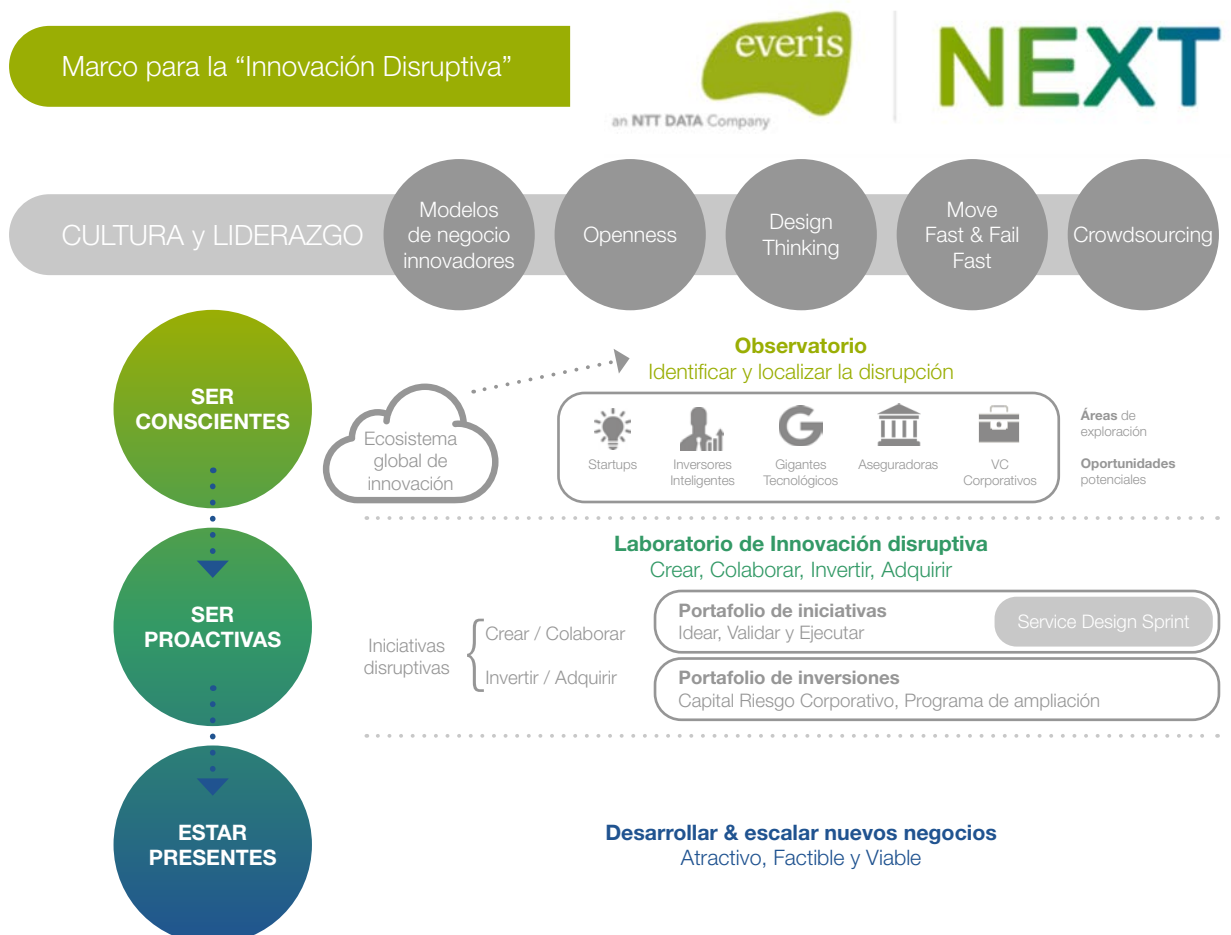 Marco para la “Innovación Disruptiva”
everis
an NTT DATA Company
NEXT
CULTURA y LIDERAZGO
Modelos
de negocio
innovadores
Openness
Design
Thinking
Move
Fast & Fail
Fast
Crowdsourcing
SER
CONSCIENTES
Ecosistema
global de
innovación
Observatorio
Identificar y localizar la disrupción
Startups
Inversores
Inteligentes
G
Gigantes
Tecnológicos
Aseguradoras
VC
Corporativos
Áreas de
exploración
Oportunidades
potenciales
SER
PROACTIVAS
Laboratorio de Innovación disruptiva
Crear, Colaborar, Invertir, Adquirir
Iniciativas
disruptivas
Crear / Colaborar
Invertir / Adquirir
Portafolio de iniciativas
Idear, Validar y Ejecutar
Service Design Sprint
Portafolio de inversiones
Capital Riesgo Corporativo, Programa de ampliación
ESTAR
PRESENTES
Desarrollar & escalar nuevos negocios
Atractivo, Factible y Viable